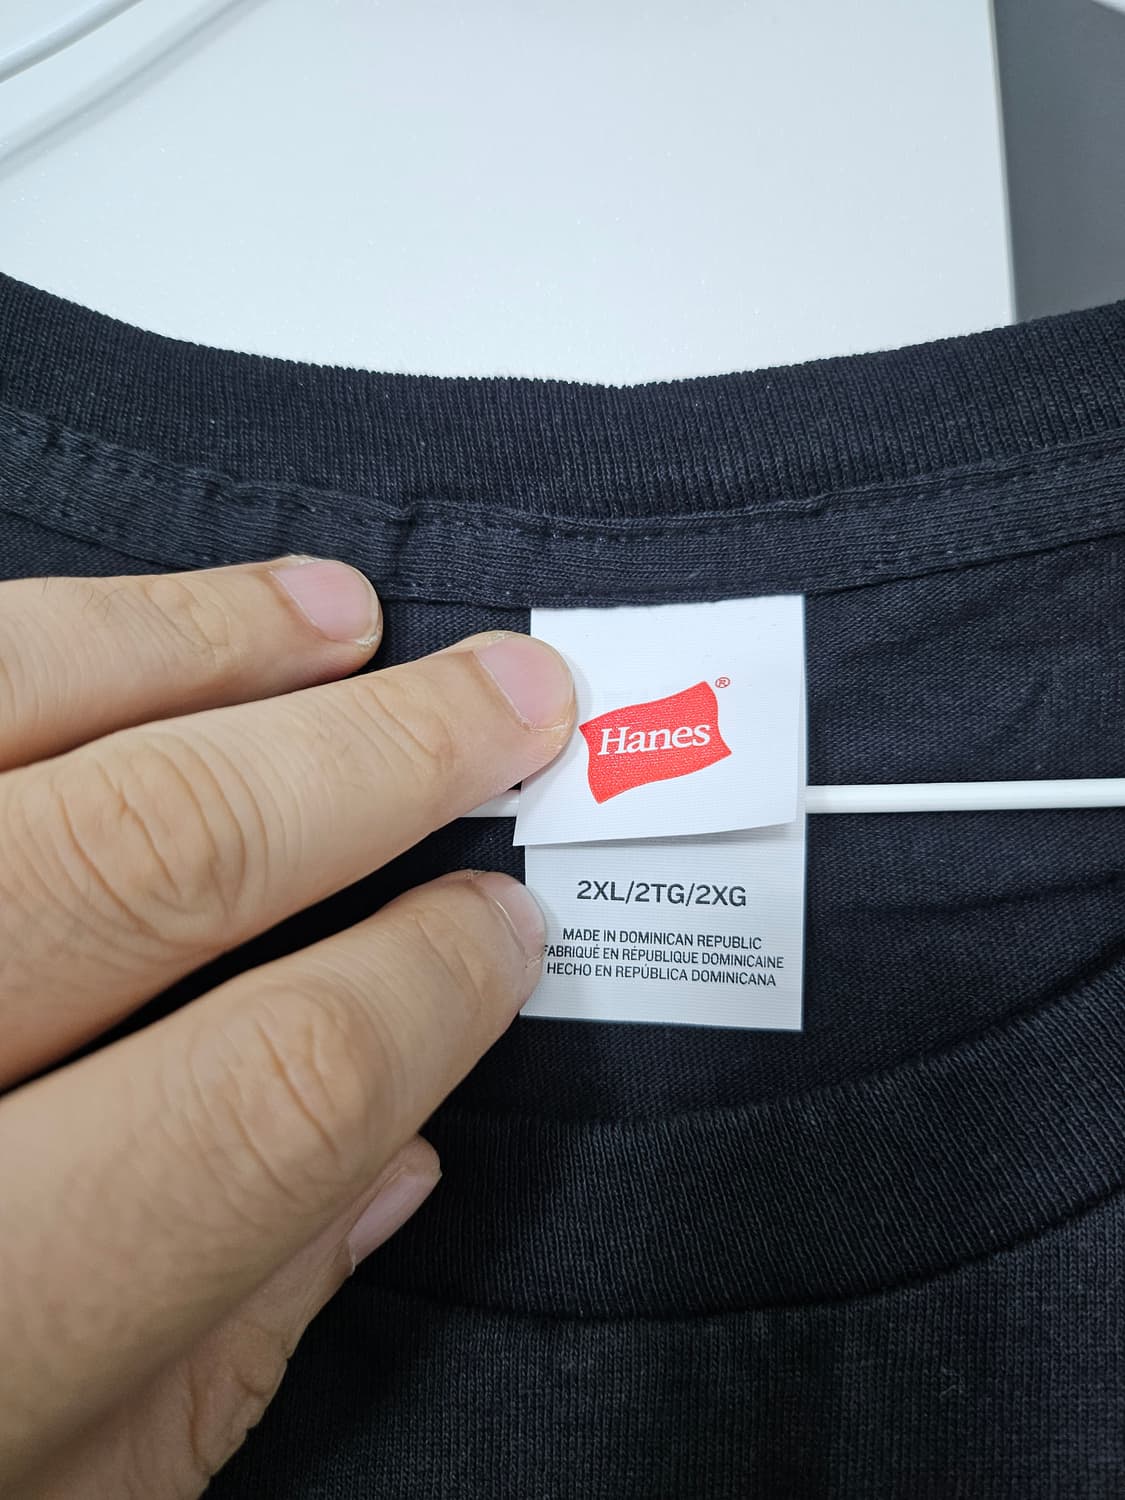 Hanes®
2XL/2TG/2XG
MADE IN DOMINICAN REPUBLIC
FABRIQUÉ EN RÉPUBLIQUE DOMINICAINE
HECHO EN REPÚBLICA DOMINICANA